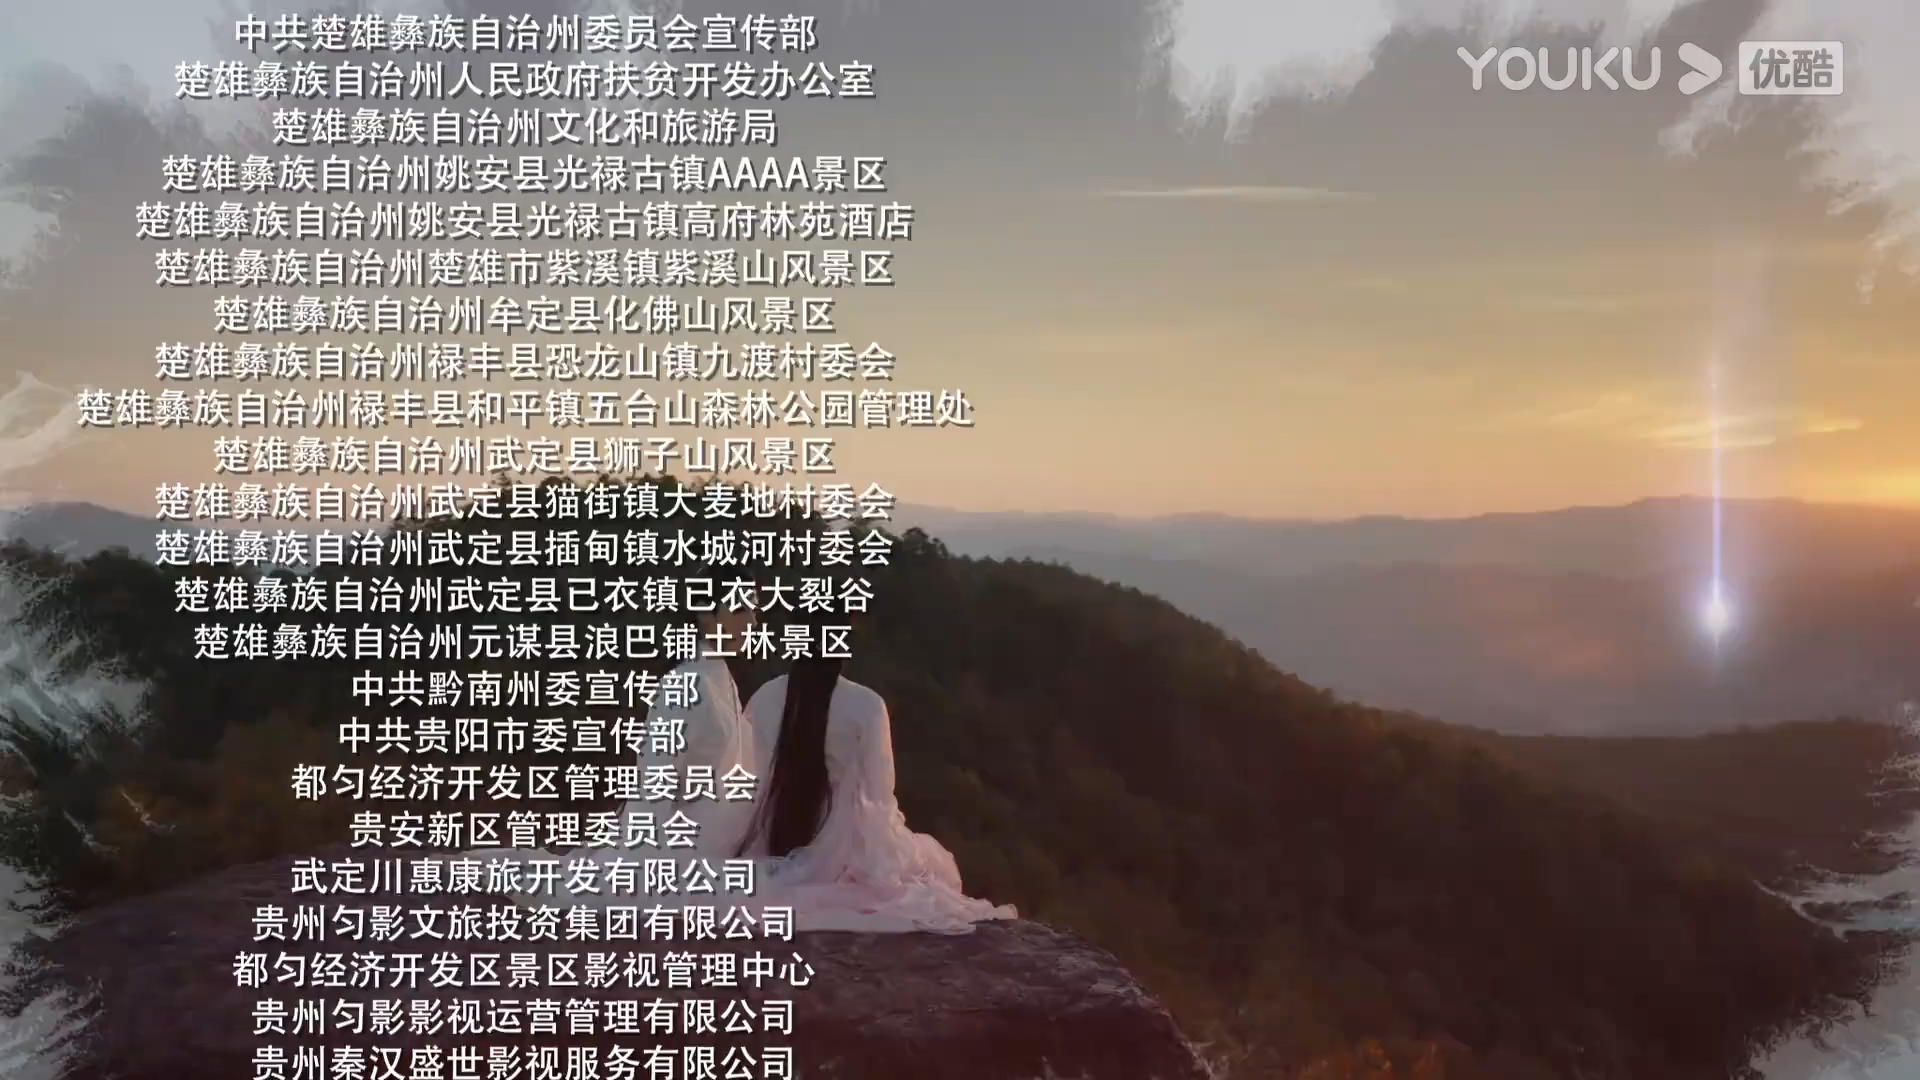 中共楚雄彝族自治州委员会宣传部
YOUKU 优酷
楚雄彝族自治州人民政府扶贫开发办公室
楚雄彝族自治州文化和旅游局
楚雄彝族自治州姚安县光禄古镇AAAA景区
楚雄彝族自治州姚安县光禄古镇高府林苑酒店
楚雄彝族自治州楚雄市紫溪镇紫溪山风景区
楚雄彝族自治州牟定县化佛山风景区
楚雄彝族自治州禄丰县恐龙山镇九渡村委会
楚雄彝族自治州禄丰县和平镇五台山森林公园管理处
楚雄彝族自治州武定县狮子山风景区
楚雄彝族自治州武定县猫街镇大麦地村委会
楚雄彝族自治州武定县插甸镇水城河村委会
楚雄彝族自治州武定县已衣镇已衣大裂谷
楚雄彝族自治州元谋县浪巴铺土林景区
中共黔南州委宣传部
中共贵阳市委宣传部
都匀经济开发区管理委员会
贵安新区管理委员会
武定川惠康旅开发有限公司
贵州匀影文旅投资集团有限公司
都匀经济开发区景区影视管理中心
贵州匀影影视运营管理有限公司
贵州秦汉盛世影视服务有限公司